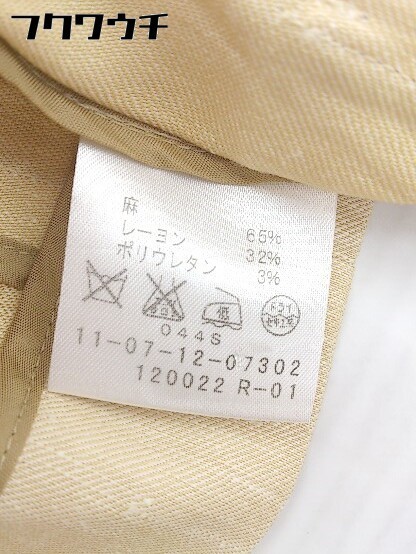 フクワウチ
麻 65%
レーヨン 32%
ポリウレタン 3%
低 ドライ
044S
11-07-12-07302
120022 R-01